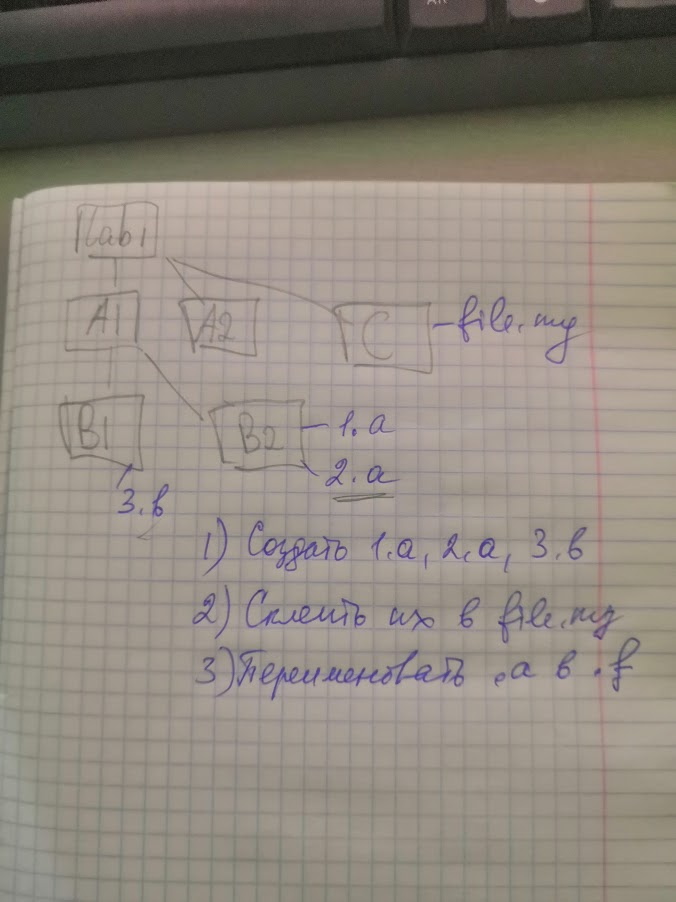 Lab1
A1 A2 C - file.my
B1 B2 - 1.a
2.a
3.в
1) Создать 1.a, 2.a, 3.в
2) Склеить их в file.my
3) Переименовать .a в .f